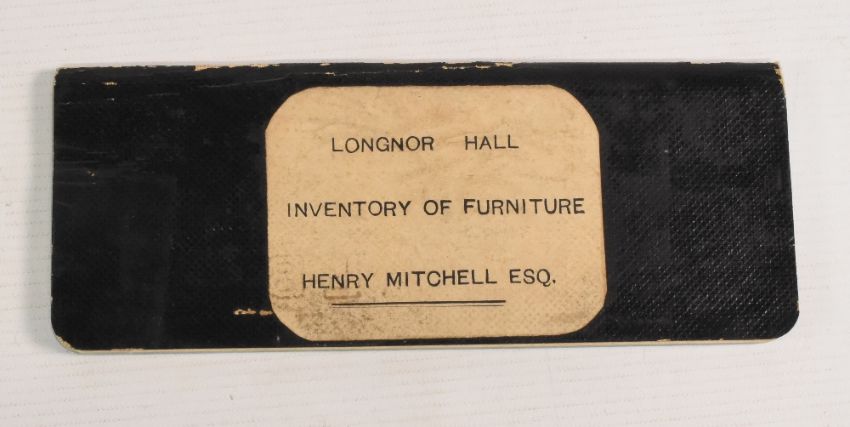 LONGNOR HALL
INVENTORY OF FURNITURE
HENRY MITCHELL ESQ.